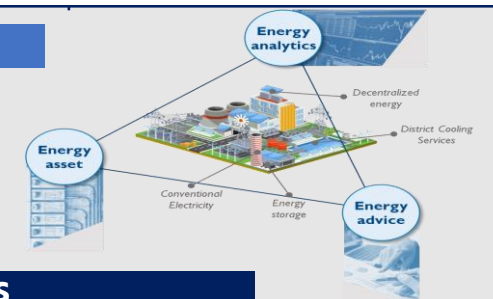 Energy
analytics
Decentralized
energy
District Cooling
Services
Energy
asset
Conventional
Electricity
Energy
storage
Energy
advice